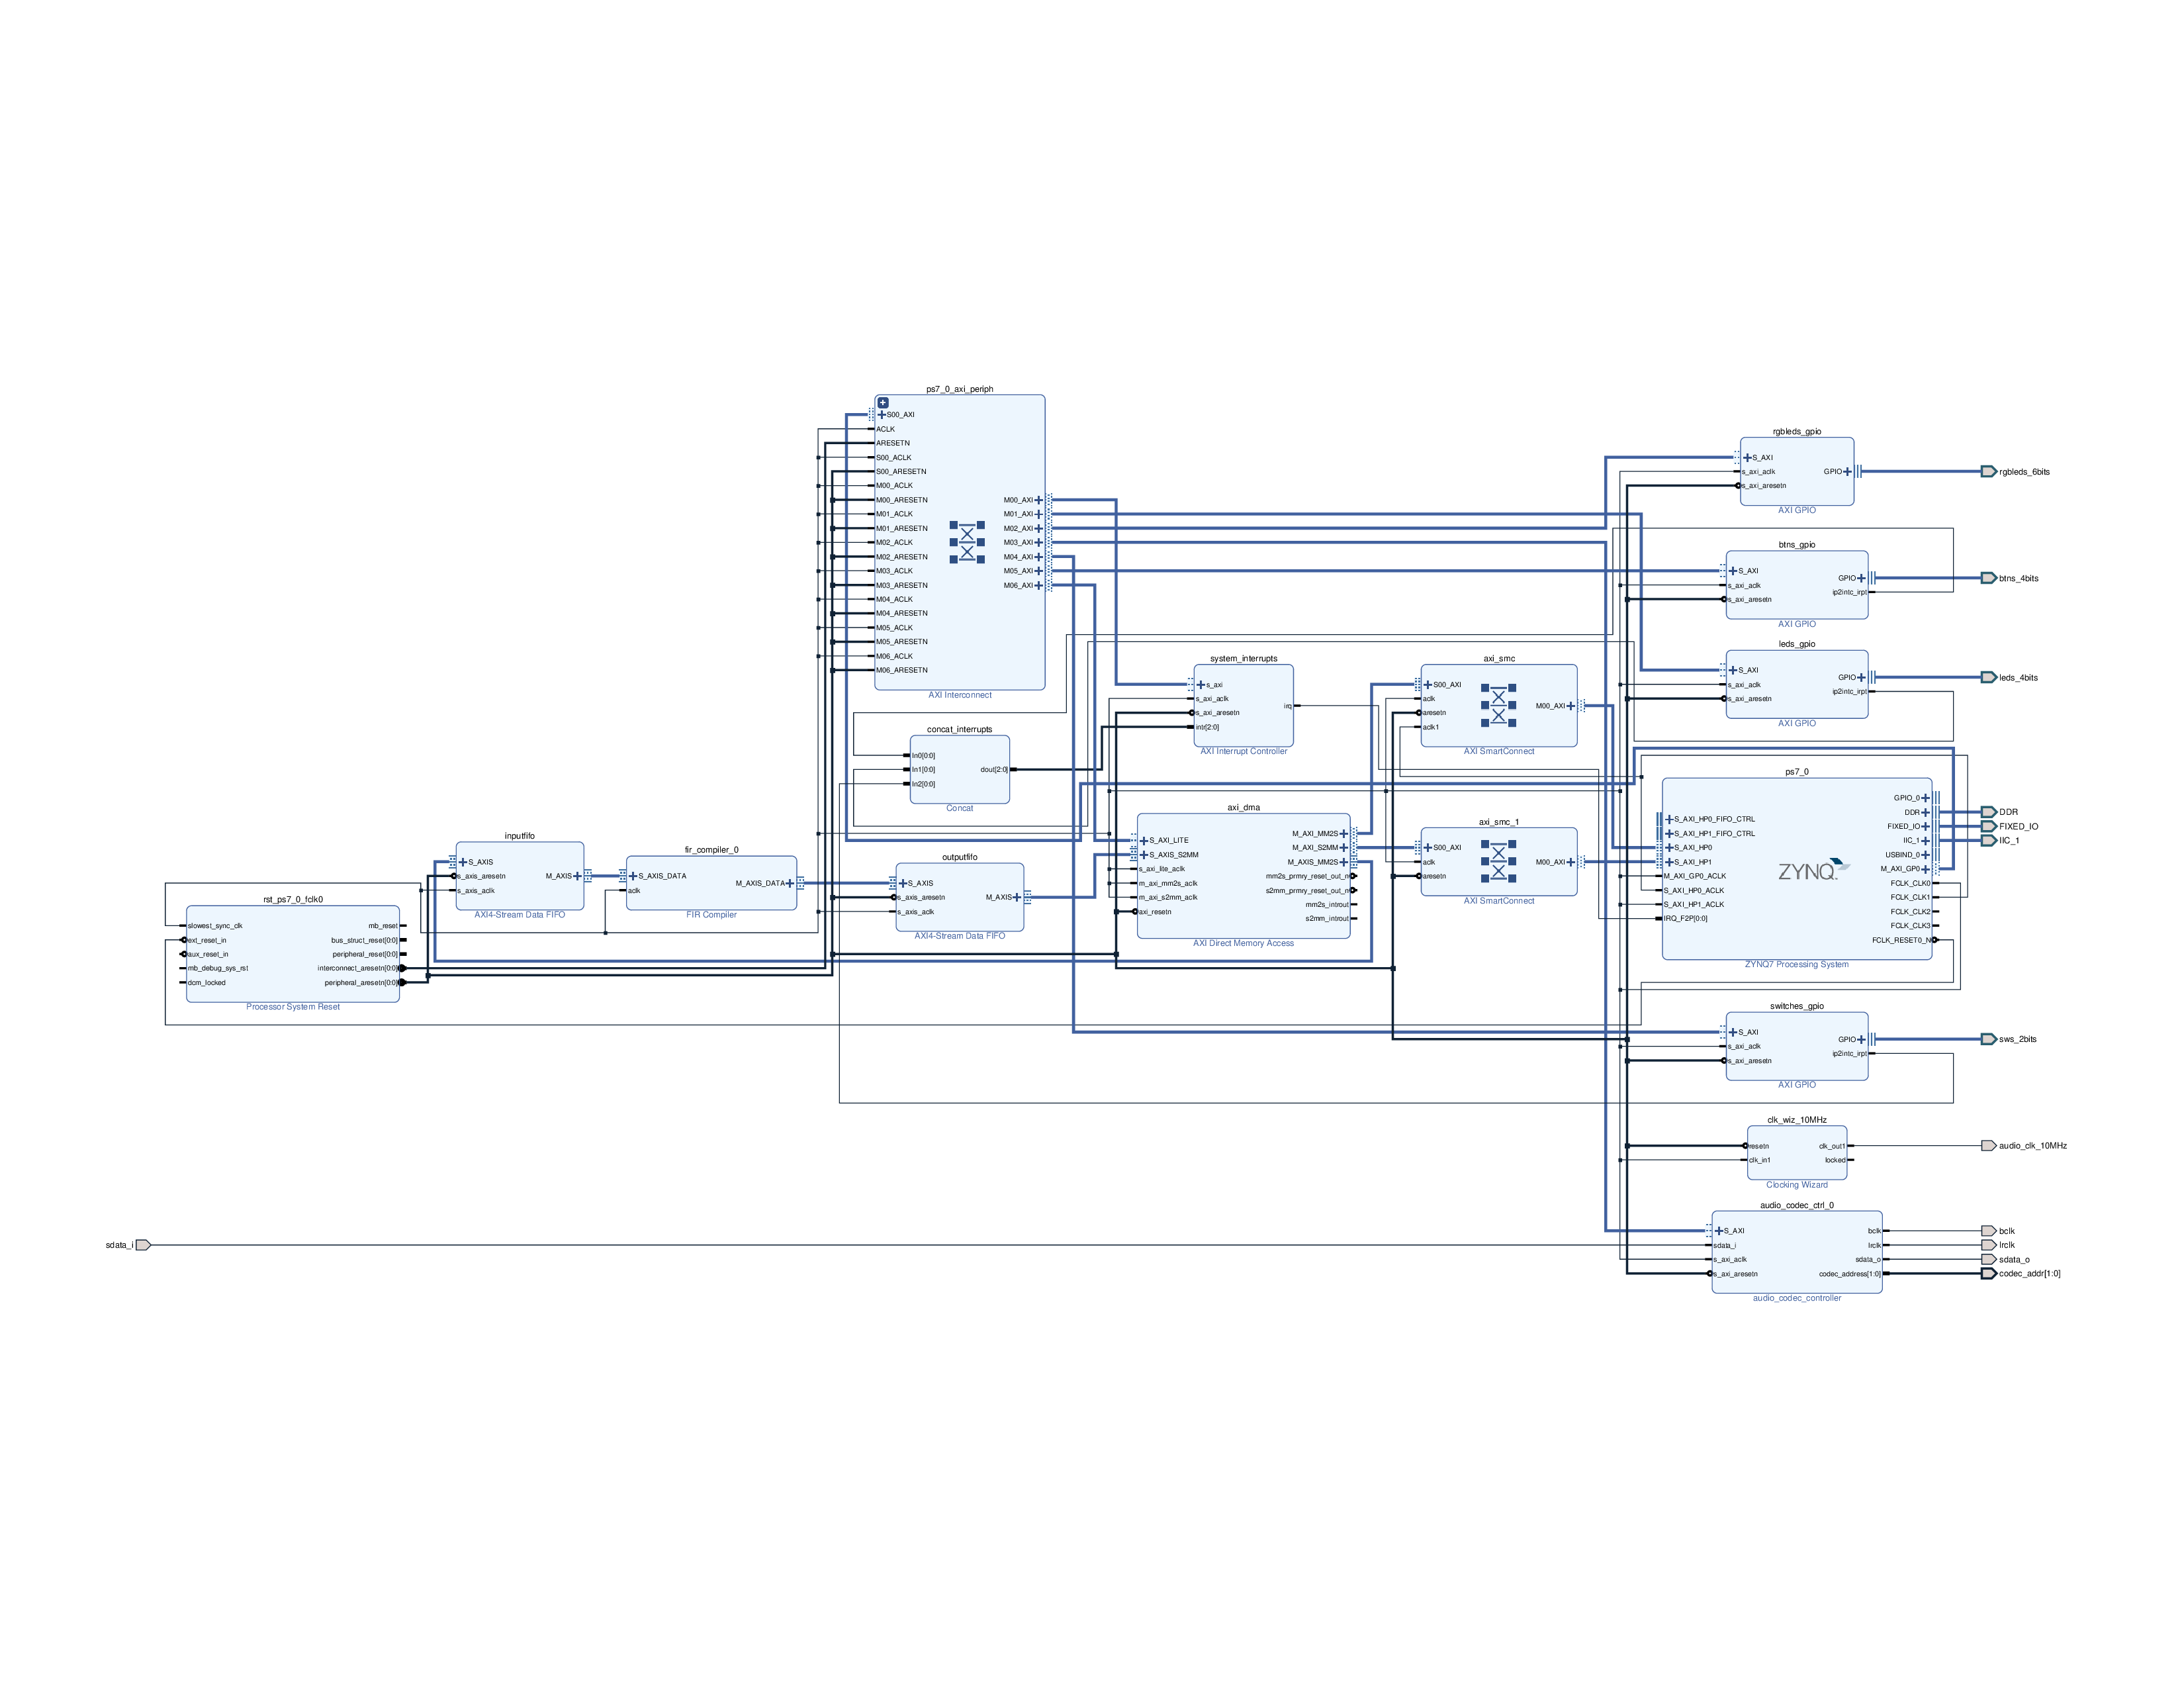 ps7_0_axi_periph
S00_AXI
ACLK
ARESETN
S00_ACLK
S00_ARESETN
M00_ACLK
M00_ARESETN
M01_ACLK
M01_ARESETN
M02_ACLK
M02_ARESETN
M03_ACLK
M03_ARESETN
M04_ACLK
M04_ARESETN
M05_ACLK
M05_ARESETN
M06_ACLK
M06_ARESETN
M00_AXI
M01_AXI
M02_AXI
M03_AXI
M04_AXI
M05_AXI
M06_AXI
AXI Interconnect
rgbleds_gpio
S_AXI
s_axi_aclk
s_axi_aresetn
GPIO
AXI GPIO
rgbleds_6bits
btns_gpio
S_AXI
s_axi_aclk
s_axi_aresetn
GPIO
ip2intc_irpt
AXI GPIO
btns_4bits
leds_gpio
S_AXI
s_axi_aclk
s_axi_aresetn
GPIO
ip2intc_irpt
AXI GPIO
leds_4bits
system_interrupts
s_axi
s_axi_aclk
s_axi_aresetn
intr[2:0]
irq
AXI Interrupt Controller
axi_smc
S00_AXI
aclk
aresetn
aclk1
M00_AXI
AXI SmartConnect
concat_interrupts
In0[0:0]
In1[0:0]
In2[0:0]
dout[2:0]
Concat
ps7_0
S_AXI_HP0_FIFO_CTRL
S_AXI_HP1_FIFO_CTRL
S_AXI_HP0
S_AXI_HP1
M_AXI_GP0_ACLK
S_AXI_HP0_ACLK
S_AXI_HP1_ACLK
IRQ_F2P[0:0]
ZYNQ.
GPIO_0
DDR
FIXED_IO
IIC_1
USBIND_0
M_AXI_GP0
FCLK_CLK0
FCLK_CLK1
FCLK_CLK2
FCLK_CLK3
FCLK_RESET0_N
ZYNQ7 Processing System
DDR
FIXED_IO
IIC_1
axi_dma
S_AXI_LITE
S_AXIS_S2MM
s_axi_lite_aclk
m_axi_mm2s_aclk
m_axi_s2mm_aclk
axi_resetn
M_AXI_MM2S
M_AXI_S2MM
M_AXIS_MM2S
mm2s_prmry_reset_out_n
s2mm_prmry_reset_out_n
mm2s_introut
s2mm_introut
AXI Direct Memory Access
axi_smc_1
S00_AXI
aclk
aresetn
M00_AXI
AXI SmartConnect
inputfifo
S_AXIS
s_axis_aresetn
s_axis_aclk
M_AXIS
AXI4-Stream Data FIFO
fir_compiler_0
S_AXIS_DATA
aclk
M_AXIS_DATA
FIR Compiler
outputfifo
S_AXIS
s_axis_aresetn
s_axis_aclk
M_AXIS
AXI4-Stream Data FIFO
rst_ps7_0_fclk0
slowest_sync_clk
ext_reset_in
aux_reset_in
mb_debug_sys_rst
dcm_locked
mb_reset
bus_struct_reset[0:0]
peripheral_reset[0:0]
interconnect_aresetn[0:0]
peripheral_aresetn[0:0]
Processor System Reset
switches_gpio
S_AXI
s_axi_aclk
s_axi_aresetn
GPIO
ip2intc_irpt
AXI GPIO
sws_2bits
clk_wiz_10MHz
resetn
clk_in1
clk_out1
locked
Clocking Wizard
audio_clk_10MHz
audio_codec_ctrl_0
S_AXI
sdata_i
s_axi_aclk
s_axi_aresetn
bclk
lrclk
sdata_o
codec_address[1:0]
audio_codec_controller
bclk
lrclk
sdata_o
codec_addr[1:0]
sdata_i